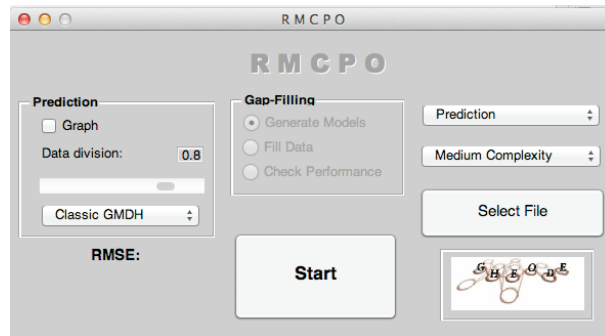 RMCPO
RMCPO
Prediction
Graph
Data division: 0.8
Classic GMDH
RMSE:
Gap-Filling
Generate Models
Fill Data
Check Performance
Start
Prediction
Medium Complexity
Select File
GHEODE